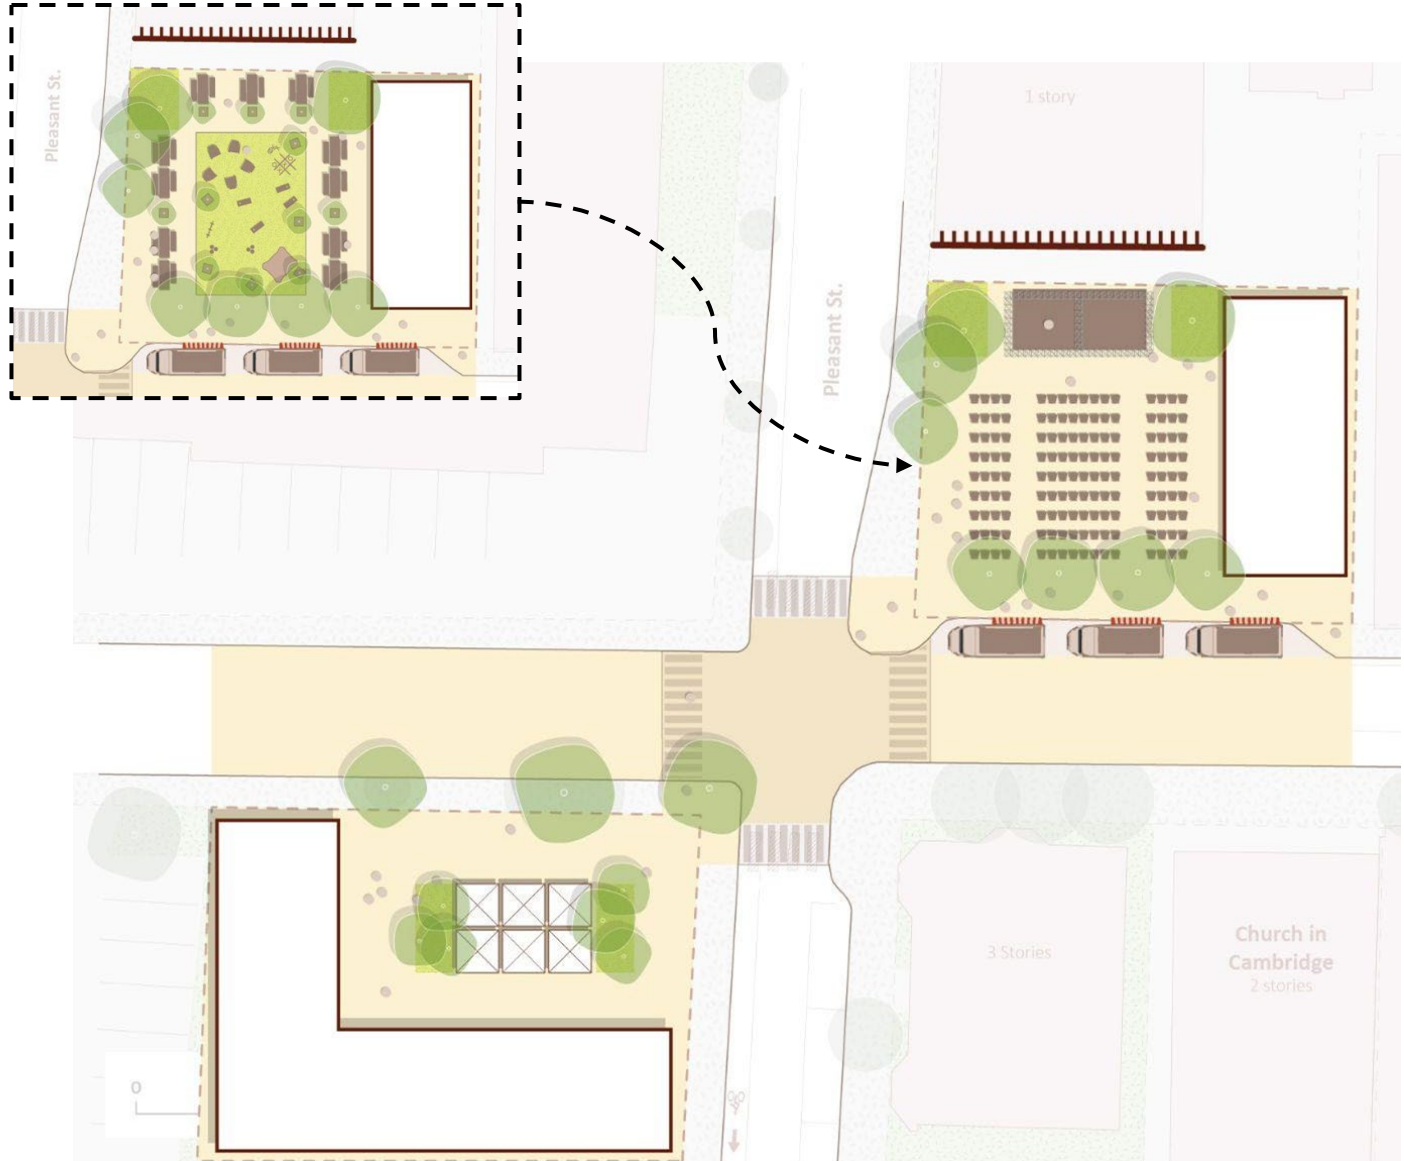 Pleasant St.
1 story
Pleasant St.
3 Stories
Church in
Cambridge
2 stories
0